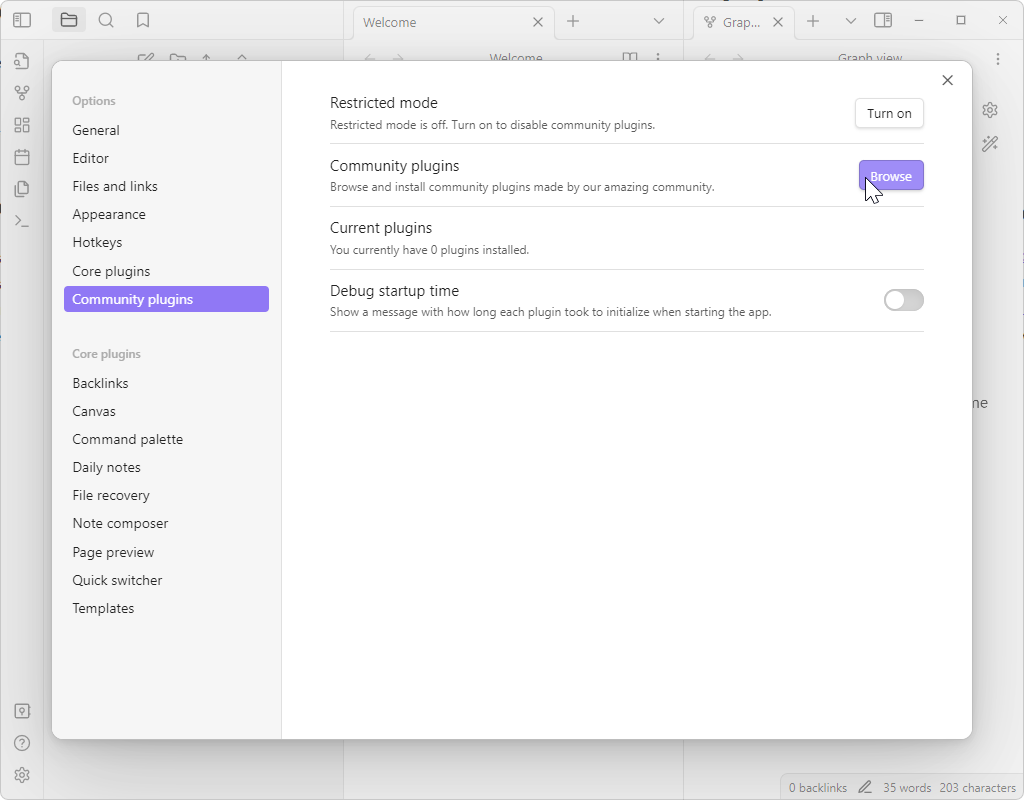 Welcome
Grap...
Welcome
Graph view
Options
General
Editor
Files and links
Appearance
Hotkeys
Core plugins
Community plugins
Core plugins
Backlinks
Canvas
Command palette
Daily notes
File recovery
Note composer
Page preview
Quick switcher
Templates
Restricted mode
Restricted mode is off. Turn on to disable community plugins.
Turn on
Community plugins
Browse and install community plugins made by our amazing community.
Browse
Current plugins
You currently have 0 plugins installed.
Debug startup time
Show a message with how long each plugin took to initialize when starting the app.
me
0 backlinks
35 words
203 characters